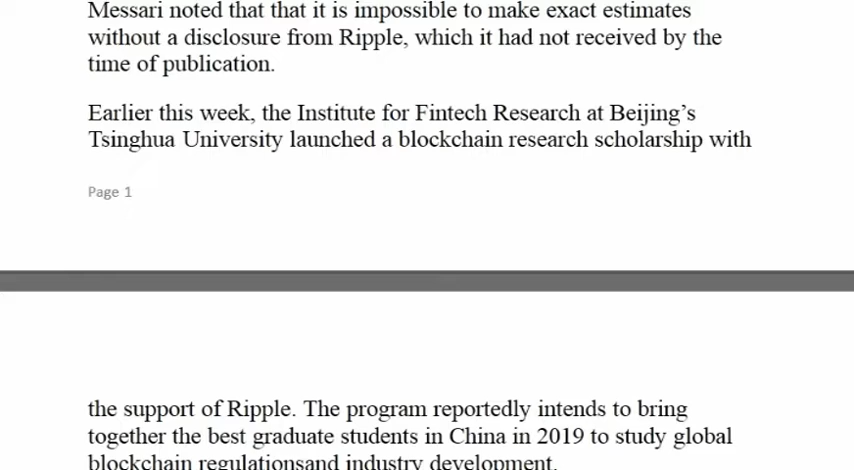 Messari noted that that it is impossible to make exact estimates
without a disclosure from Ripple, which it had not received by the
time of publication.
Earlier this week, the Institute for Fintech Research at Beijing’s
Tsinghua University launched a blockchain research scholarship with
Page 1
the support of Ripple. The program reportedly intends to bring
together the best graduate students in China in 2019 to study global
blockchain regulationsand industry development.